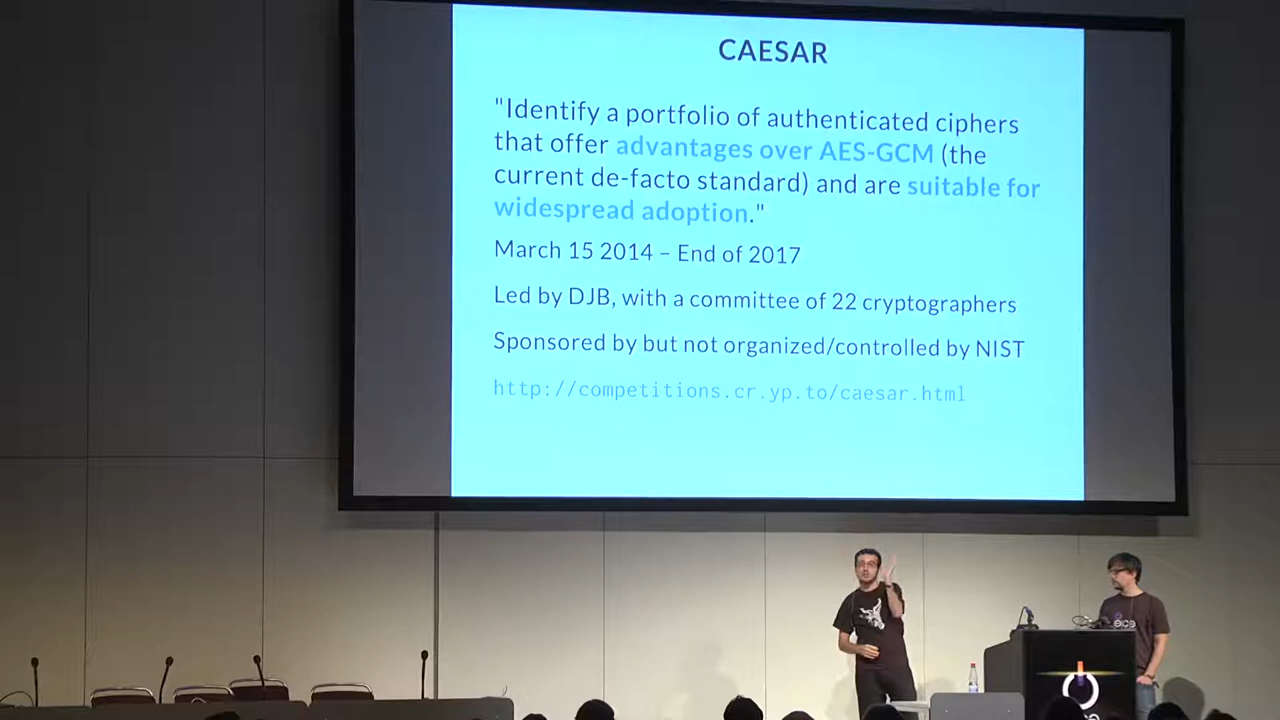 CAESAR
"Identify a portfolio of authenticated ciphers
that offer advantages over AES-GCM (the
current de-facto standard) and are suitable for
widespread adoption."
March 15 2014 – End of 2017
Led by DJB, with a committee of 22 cryptographers
Sponsored by but not organized/controlled by NIST
http://competitions.cr.yp.to/caesar.html